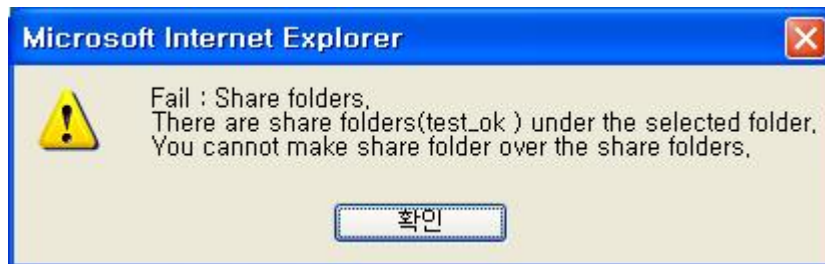 Microsoft Internet Explorer
Fail : Share folders,
There are share folders(test_ok ) under the selected folder,
You cannot make share folder over the share folders,
확인